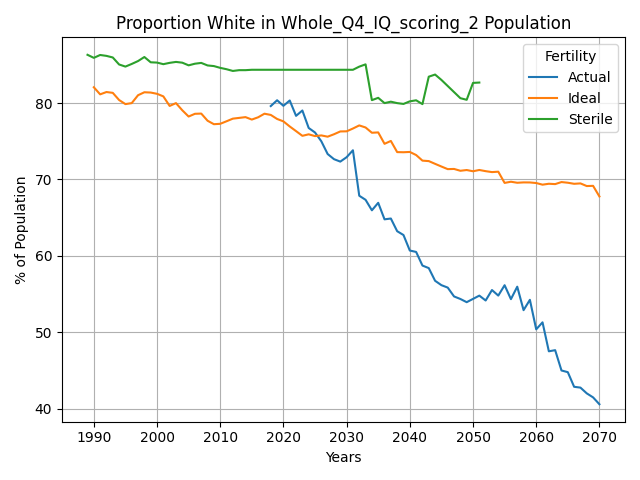 Proportion White in Whole_Q4_IQ_scoring_2 Population
% of Population
80
70
60
50
40
Fertility
Actual
Ideal
Sterile
1990 2000 2010 2020 2030 2040 2050 2060 2070
Years